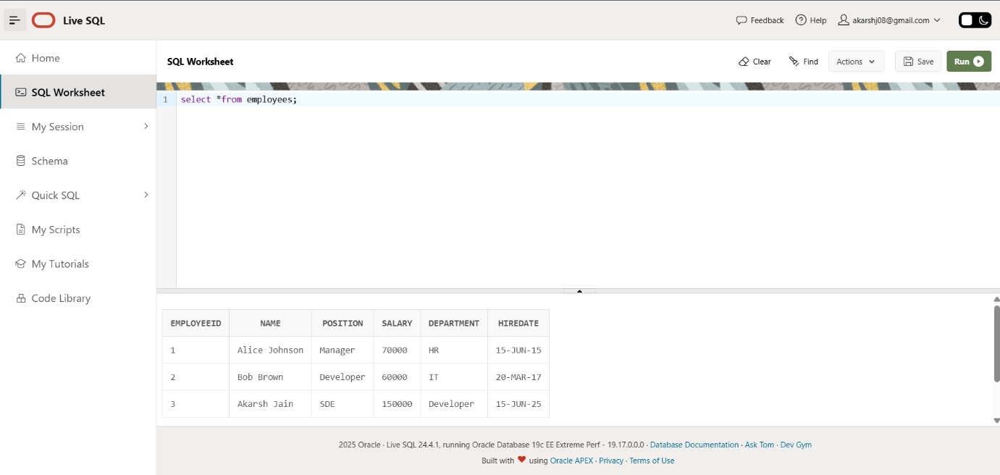 Live SQL
Feedback Help akarshj08@gmail.com
Home
SQL Worksheet
My Session
Schema
Quick SQL
My Scripts
My Tutorials
Code Library
SQL Worksheet
Clear Find Actions Save Run
1 select *from employees;
EMPLOYEEID NAME POSITION SALARY DEPARTMENT HIREDATE
1 Alice Johnson Manager 70000 HR 15-JUN-15
2 Bob Brown Developer 60000 IT 20-MAR-17
3 Akarsh Jain SDE 150000 Developer 15-JUN-25
2025 Oracle · Live SQL 24.4.1, running Oracle Database 19c EE Extreme Perf - 19.17.0.0.0 · Database Documentation · Ask Tom · Dev Gym
Built with ❤ using Oracle APEX · Privacy · Terms of Use